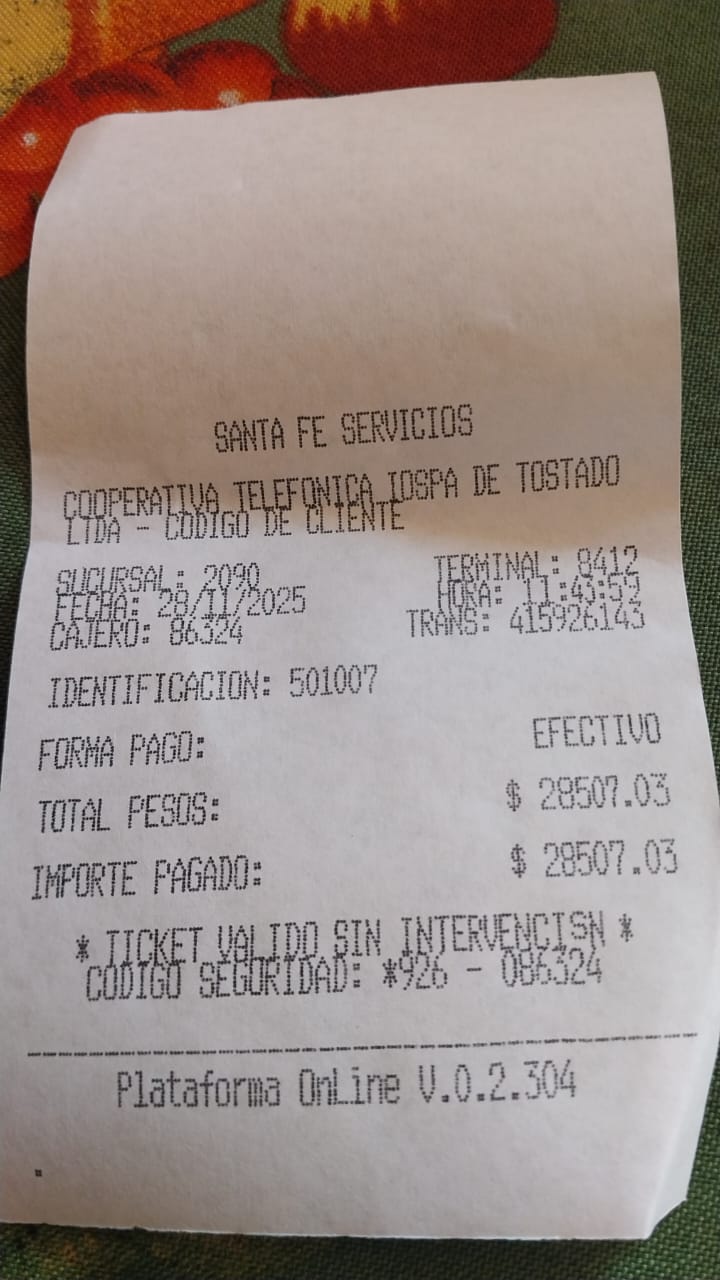 SANTA FE SERVICIOS
COOPERATIVA TELEFONICA IOSPA DE TOSTADO
LTDA - CODIGO DE CLIENTE
SUCURSAL: 2090 TERMINAL: 8412
FECHA: 28/11/2025 HORA: 11:43:59
CAJERO: 86324 TRANS: 415926143
IDENTIFICACION: 501007
FORMA PAGO: EFECTIVO
TOTAL PESOS: $ 28507.03
IMPORTE PAGADO: $ 28507.03
* TICKET VALIDO SIN INTERVENCISN *
CODIGO SEGURIDAD: *926 - 086324
Plataforma OnLine V.0.2.304